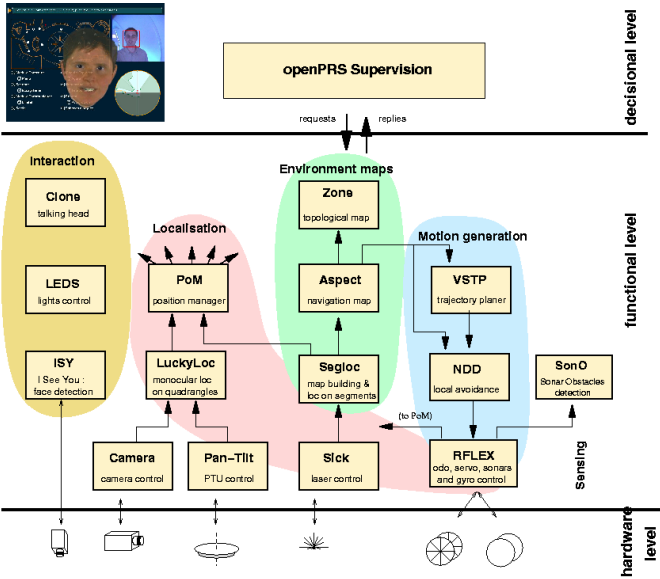 openPRS Supervision
decisional level
requests
replies
Interaction
Environment maps
Clone
talking head
Zone
topological map
Localisation
Motion generation
functional level
LEDS
lights control
PoM
position manager
Aspect
navigation map
VSTP
trajectory planer
ISY
I See You :
face detection
LuckyLoc
monocular loc
on quadrangles
Segloc
map building &
loc on segments
NDD
local avoidance
SonO
Sonar Obstacles
detection
(to PoM)
Camera
camera control
Pan-Tilt
PTU control
Sick
laser control
RFLEX
odo, servo, sonars
and gyro control
Sensing
hardware
level